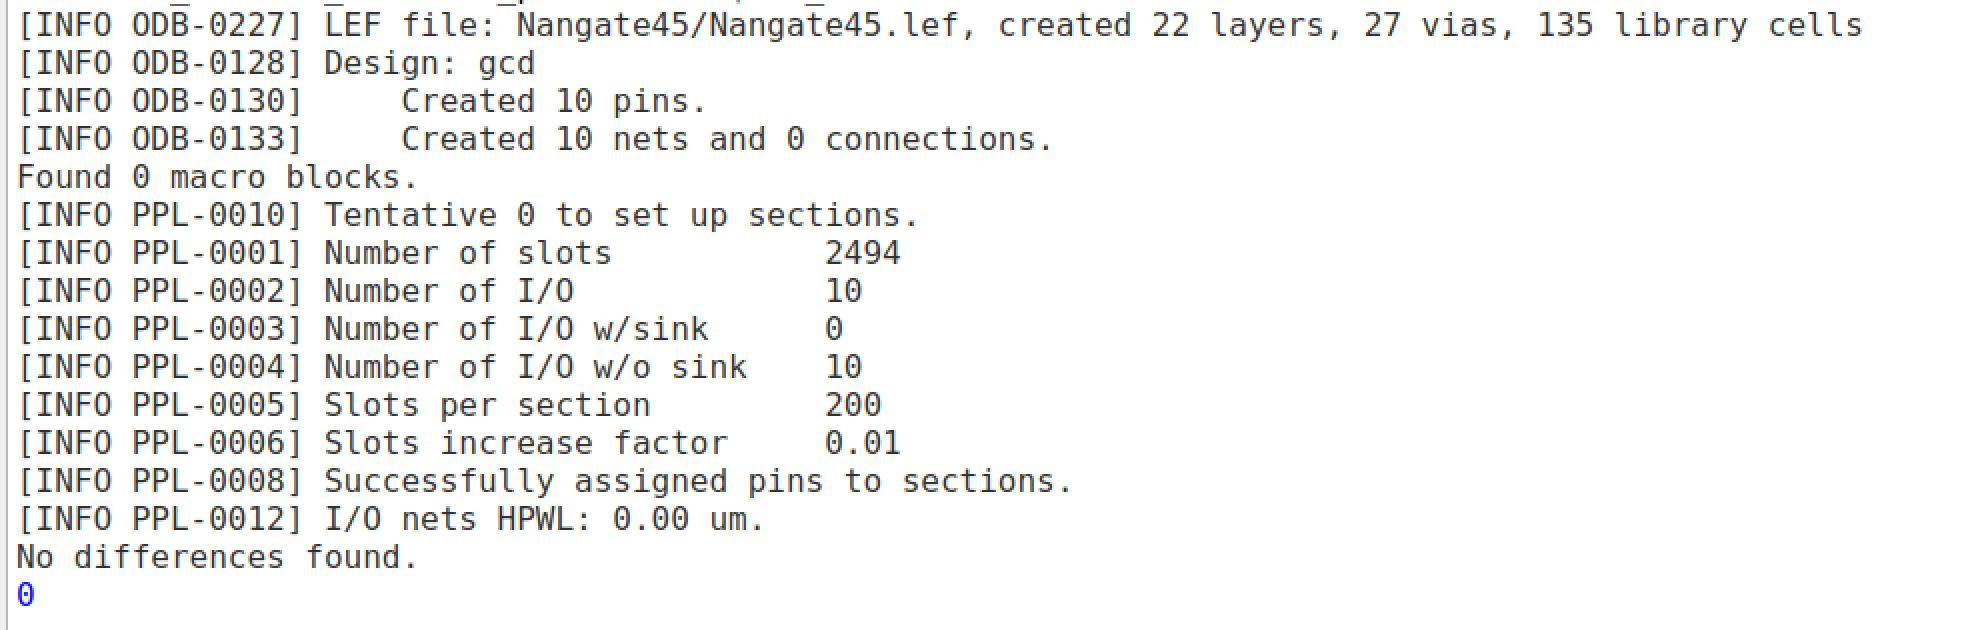 [INFO ODB-0227] LEF file: Nangate45/Nangate45.lef, created 22 layers, 27 vias, 135 library cells
[INFO ODB-0128] Design: gcd
[INFO ODB-0130]     Created 10 pins.
[INFO ODB-0133]     Created 10 nets and 0 connections.
Found 0 macro blocks.
[INFO PPL-0010] Tentative 0 to set up sections.
[INFO PPL-0001] Number of slots           2494
[INFO PPL-0002] Number of I/O             10
[INFO PPL-0003] Number of I/O w/sink      0
[INFO PPL-0004] Number of I/O w/o sink    10
[INFO PPL-0005] Slots per section         200
[INFO PPL-0006] Slots increase factor     0.01
[INFO PPL-0008] Successfully assigned pins to sections.
[INFO PPL-0012] I/O nets HPWL: 0.00 um.
No differences found.
0